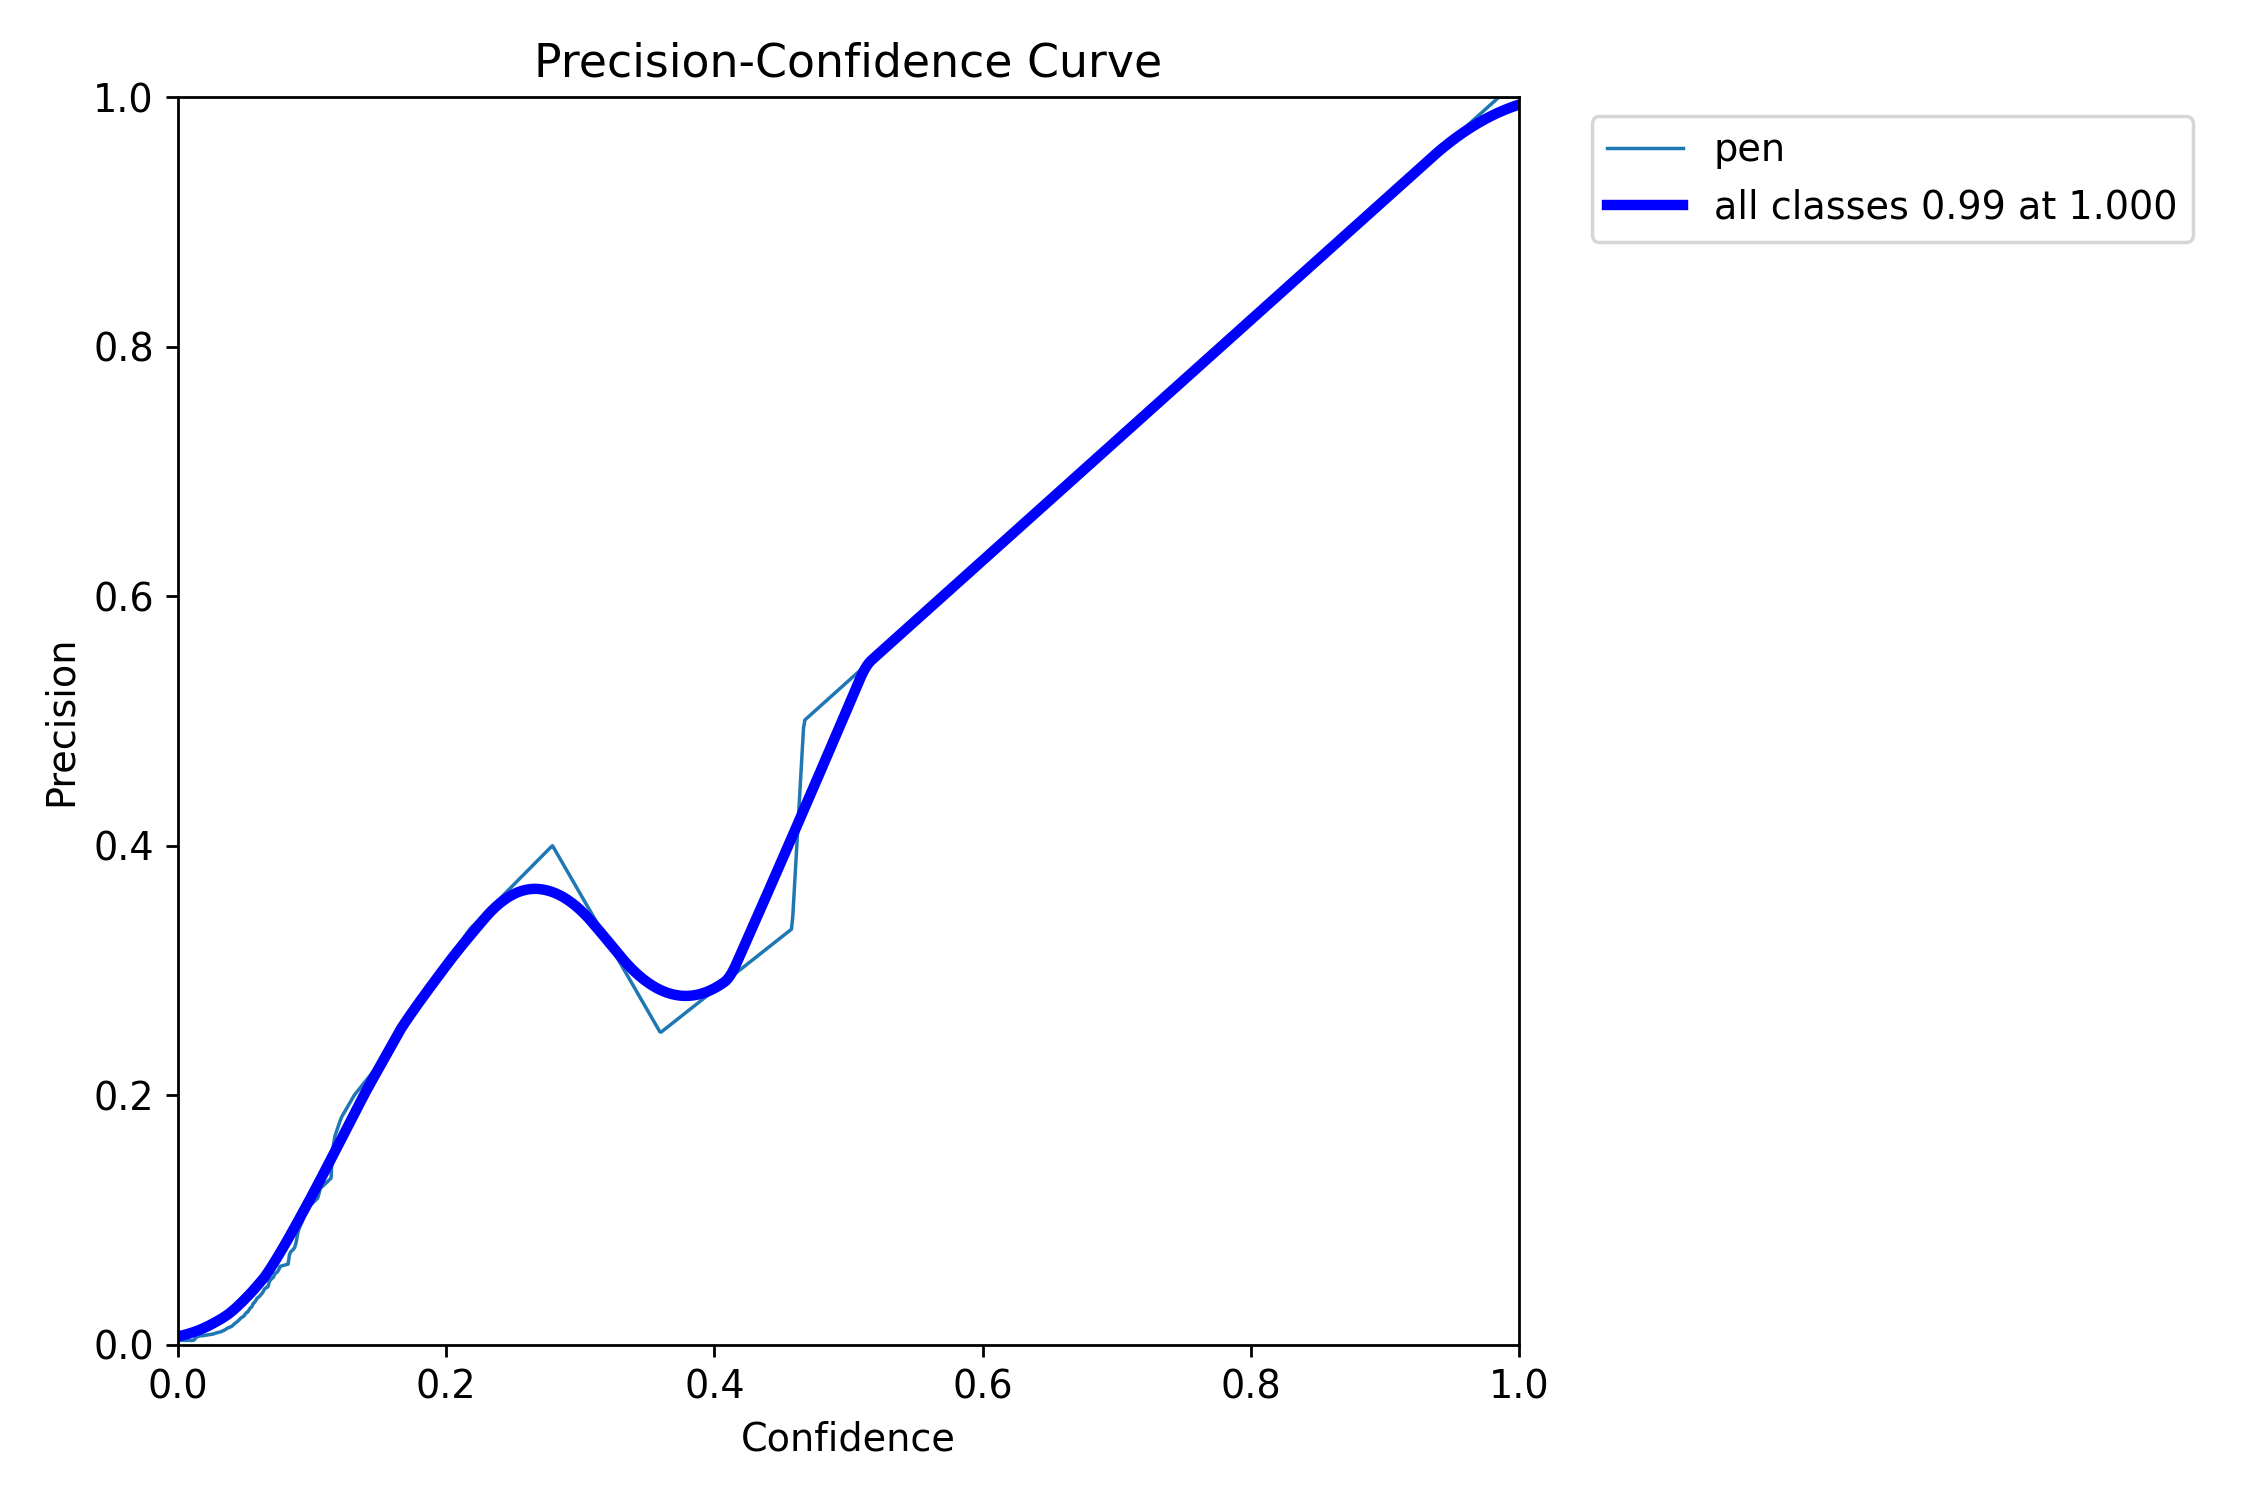 Precision-Confidence Curve
1.0
0.8
0.6
0.4
0.2
0.0
Precision
0.0 0.2 0.4 0.6 0.8 1.0
Confidence
pen
all classes 0.99 at 1.000